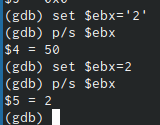 (gdb) set $ebx='2'
(gdb) p/s $ebx
$4 = 50
(gdb) set $ebx=2
(gdb) p/s $ebx
$5 = 2
(gdb)